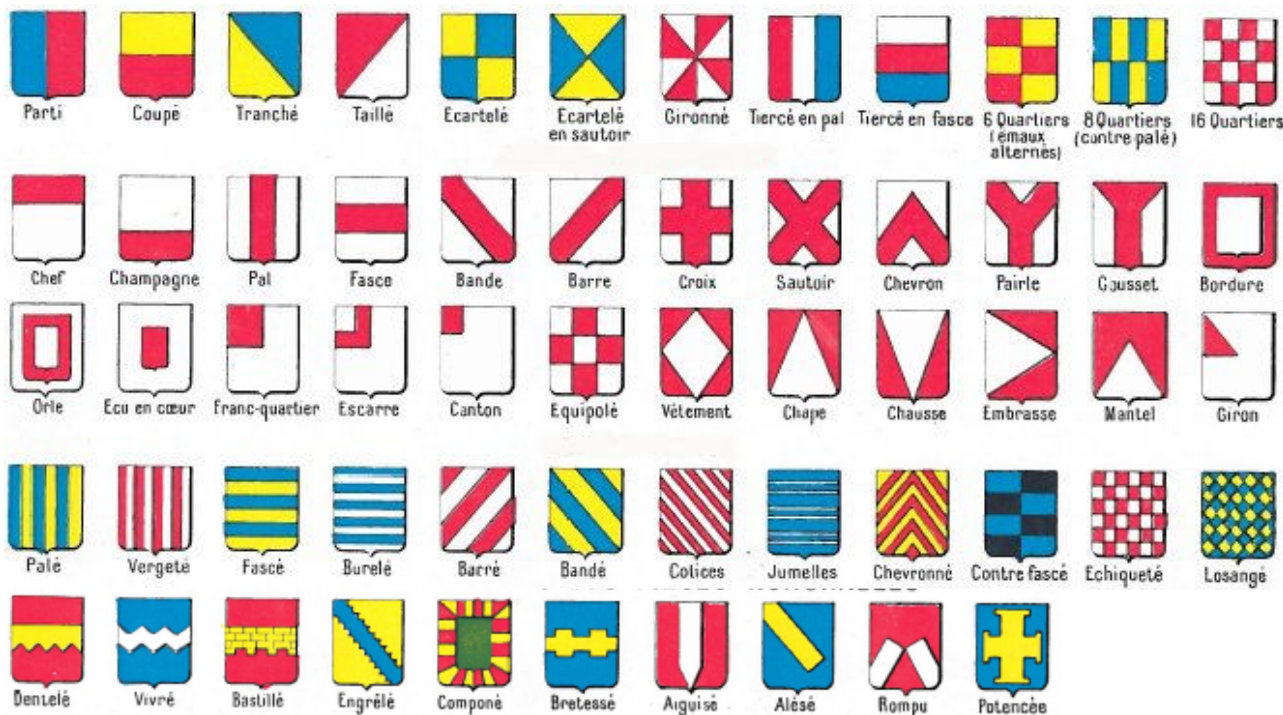 Parti Coupé Tranché Taillé Ecartelé Ecartelé Gironné Tiercé en pal Tiercé en fasce 6 Quartiers 8 Quartiers 16 Quartiers
en sautoir (émaux (contre palé)
alternés)
Chef Champagne Pal Fasce Bande Barre Croix Sautoir Chevron Pairle Gousset Bordure
Orle Ecu en cœur Franc-quartier Escarre Canton Equipolé Vêtement Chape Chausse Embrasse Mantel Giron
Palé Vergeté Fascé Burelé Barré Bandé Cotices Jumelles Chevronné Contre fascé Echiqueté Losangé
Dentelé Vivré Bastillé Engrêlé Componé Bretessé Aiguisé Alésé Rompu Potencée